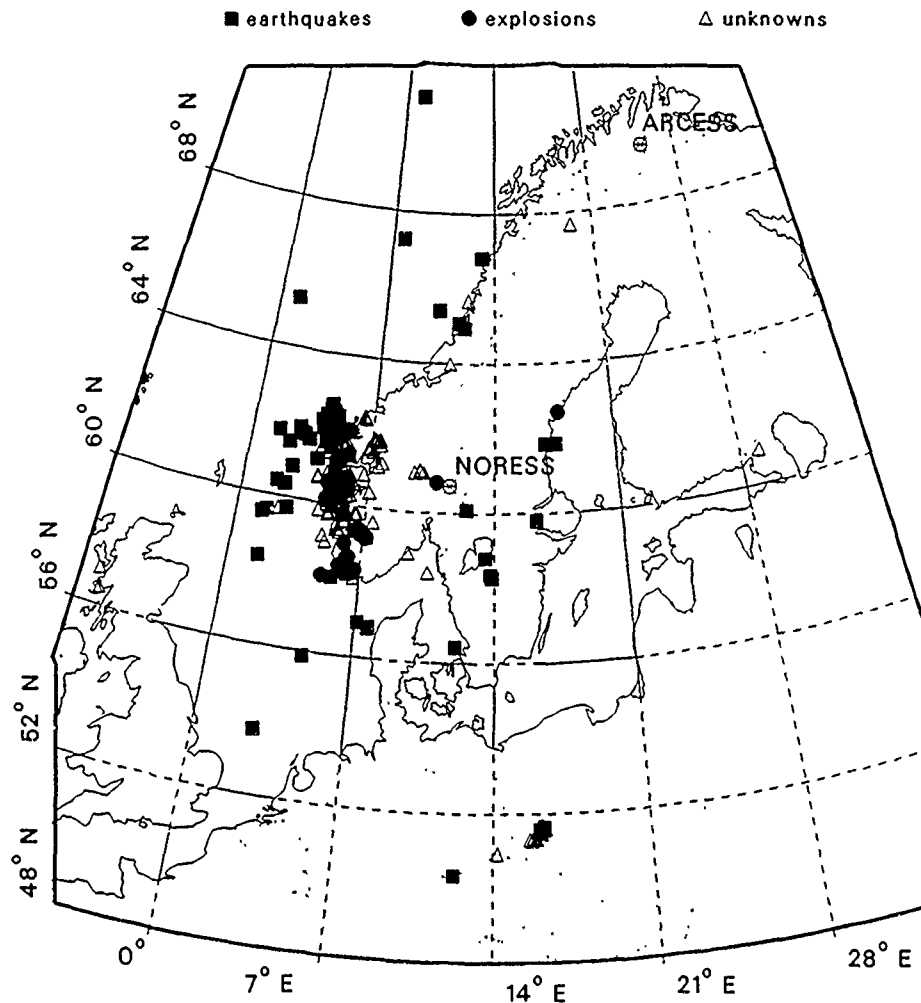 earthquakes explosions unknowns
ARCESS
68° N
64° N
60° N
NORESS
56° N
52° N
48° N
0°
7° E
14° E
21° E
28° E